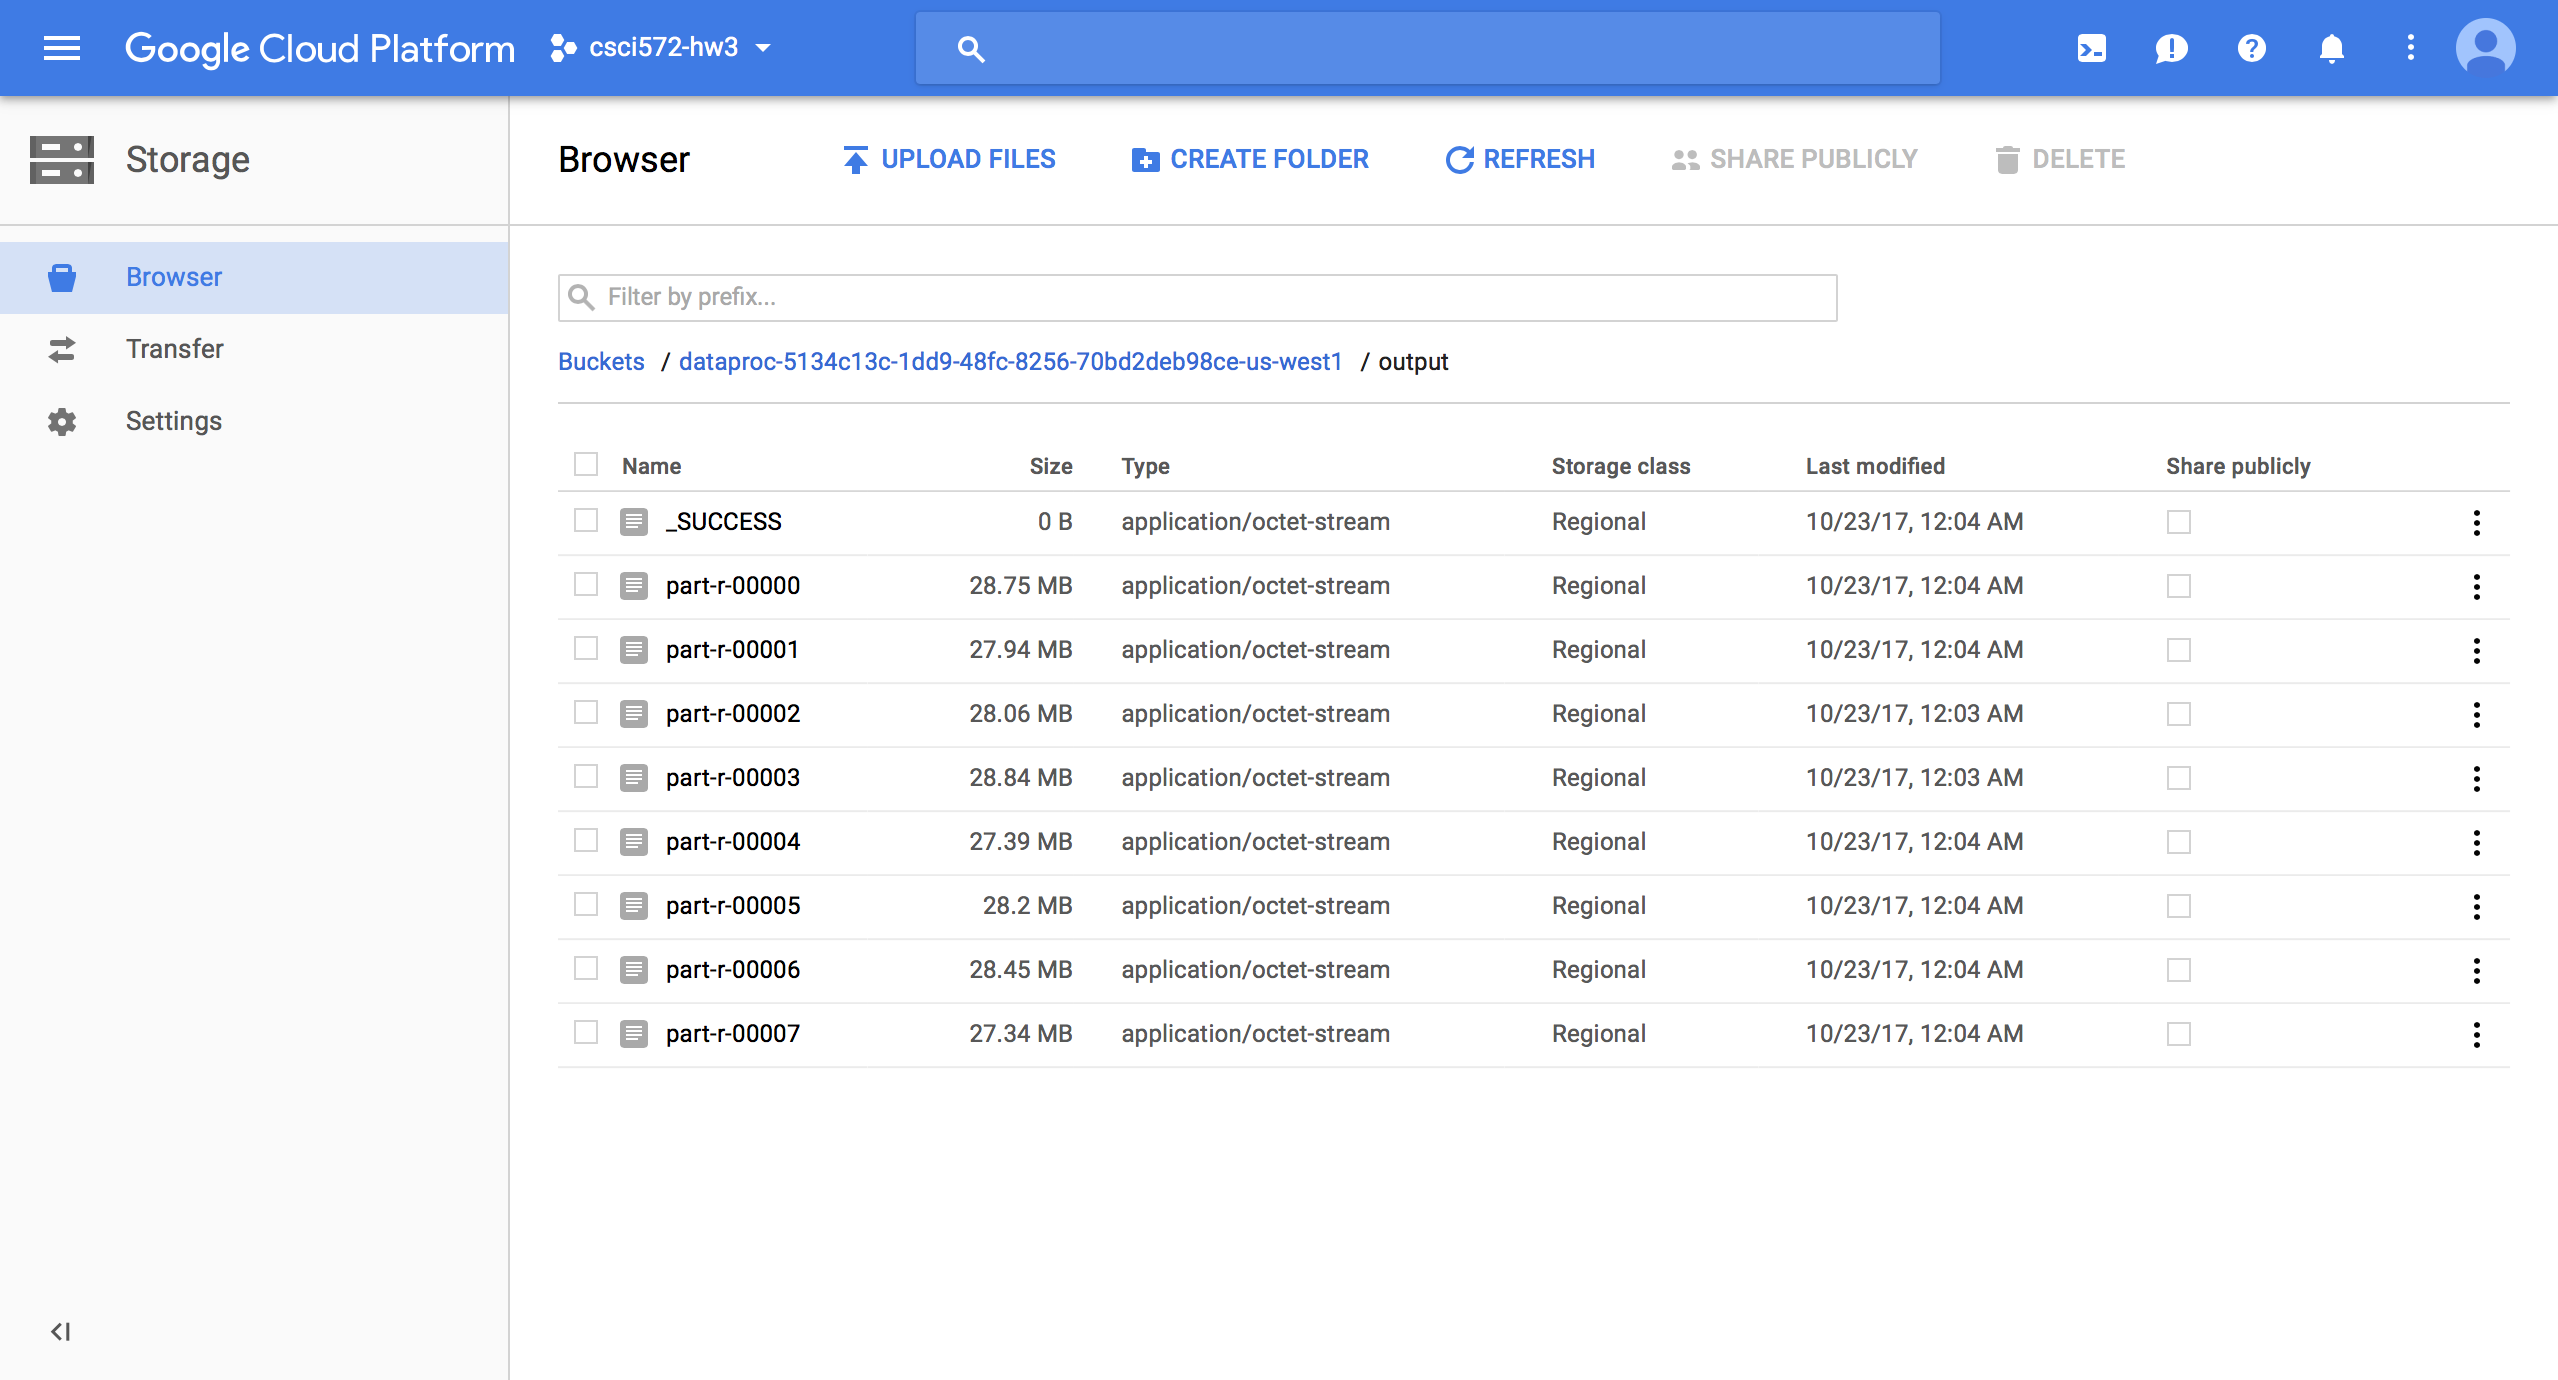 Google Cloud Platform csci572-hw3
Storage
Browser UPLOAD FILES CREATE FOLDER REFRESH SHARE PUBLICLY DELETE
Browser
Transfer
Settings
Filter by prefix...
Buckets / dataproc-5134c13c-1dd9-48fc-8256-70bd2deb98ce-us-west1 / output
Name Size Type Storage class Last modified Share publicly
_SUCCESS 0 B application/octet-stream Regional 10/23/17, 12:04 AM
part-r-00000 28.75 MB application/octet-stream Regional 10/23/17, 12:04 AM
part-r-00001 27.94 MB application/octet-stream Regional 10/23/17, 12:04 AM
part-r-00002 28.06 MB application/octet-stream Regional 10/23/17, 12:03 AM
part-r-00003 28.84 MB application/octet-stream Regional 10/23/17, 12:03 AM
part-r-00004 27.39 MB application/octet-stream Regional 10/23/17, 12:04 AM
part-r-00005 28.2 MB application/octet-stream Regional 10/23/17, 12:04 AM
part-r-00006 28.45 MB application/octet-stream Regional 10/23/17, 12:04 AM
part-r-00007 27.34 MB application/octet-stream Regional 10/23/17, 12:04 AM